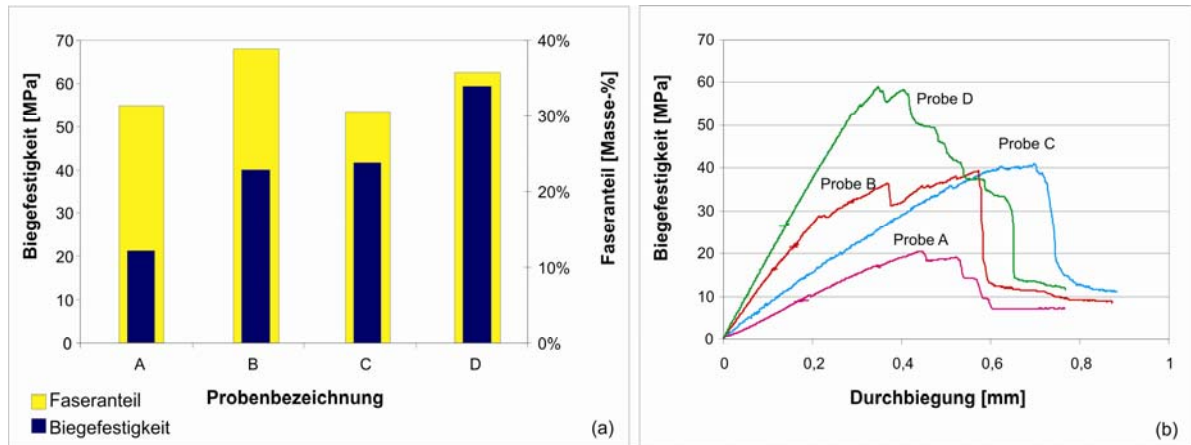 70
60
50
40
30
20
10
0
Biegefestigkeit [MPa]
40%
30%
20%
10%
0%
Faseranteil [Masse-%]
A B C D
Probenbezeichnung
Faseranteil
Biegefestigkeit
(a)
70
60
50
40
30
20
10
0
Biegefestigkeit [MPa]
Probe D
Probe C
Probe B
Probe A
0 0,2 0,4 0,6 0,8 1
Durchbiegung [mm]
(b)